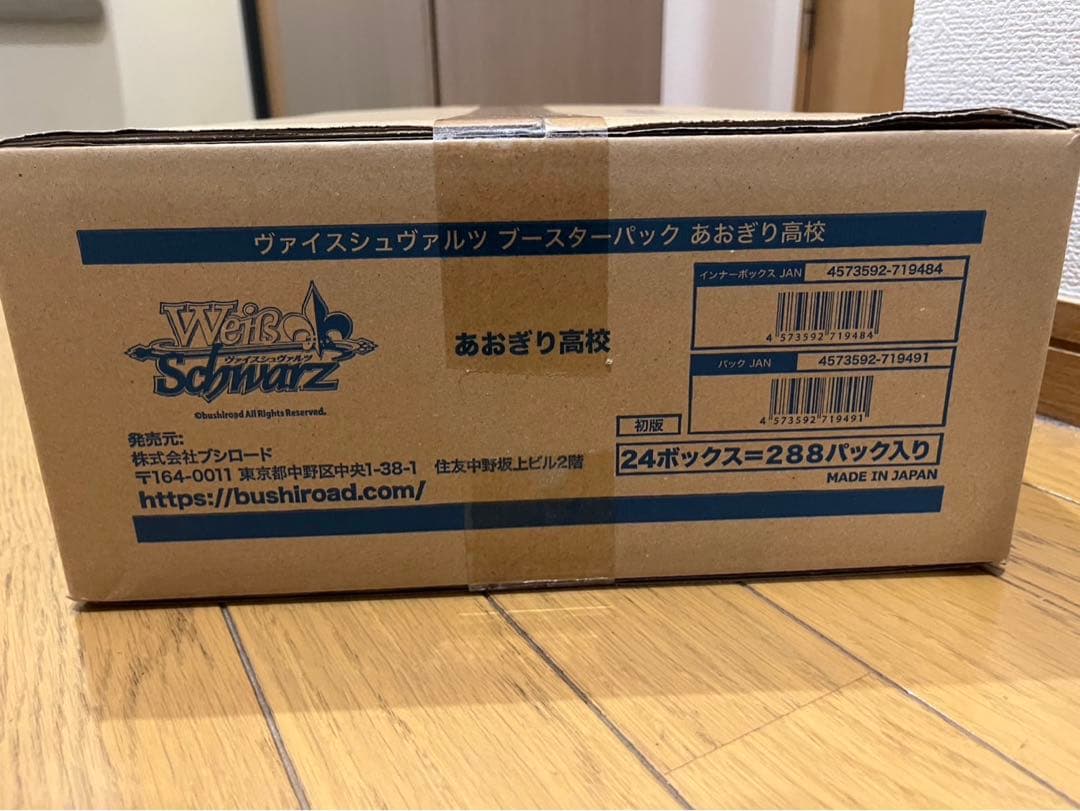 ヴァイスシュヴァルツ ブースターパック あおぎり高校
Weiß
ヴァイスシュヴァルツ
Schwarz
©bushiroad All Rights Reserved.
あおぎり高校
インナーボックス JAN 4573592-719484
4 573592 719484
パック JAN 4573592-719491
4 573592 719491
初版
24ボックス=288パック入り
MADE IN JAPAN
発売元:
株式会社ブシロード
〒164-0011 東京都中野区中央1-38-1 住友中野坂上ビル2階
https://bushiroad.com/